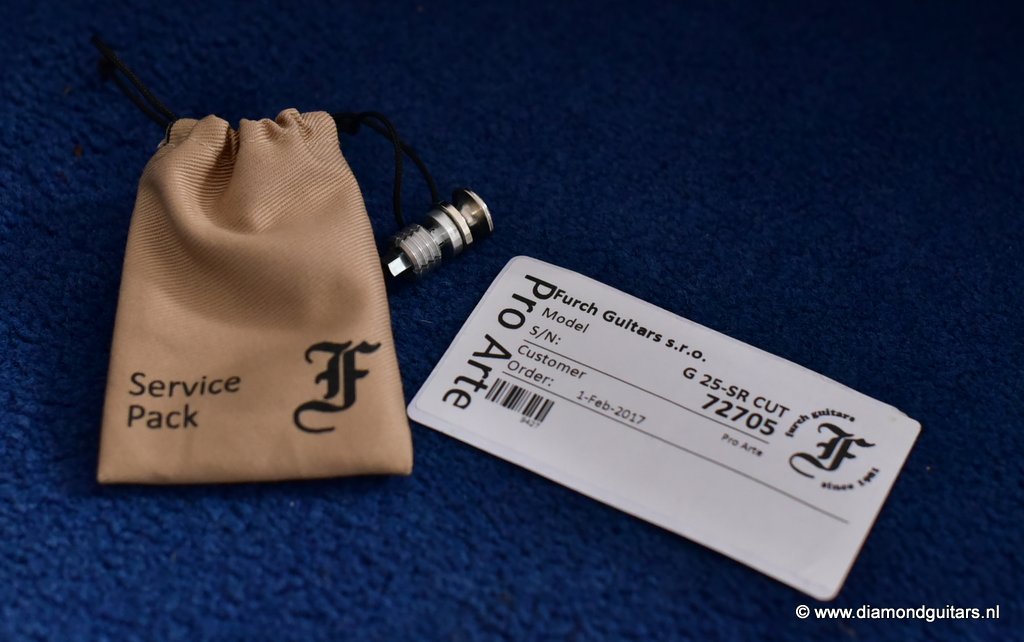 Service
Pack
F
Pro Arte
Furch Guitars s.r.o.
Model
G 25-SR CUT
S/N:
72705
Customer
Pro Arte
Order:
1-Feb-2017
9427
furch guitars
F
since 1981
© www.diamondguitars.nl